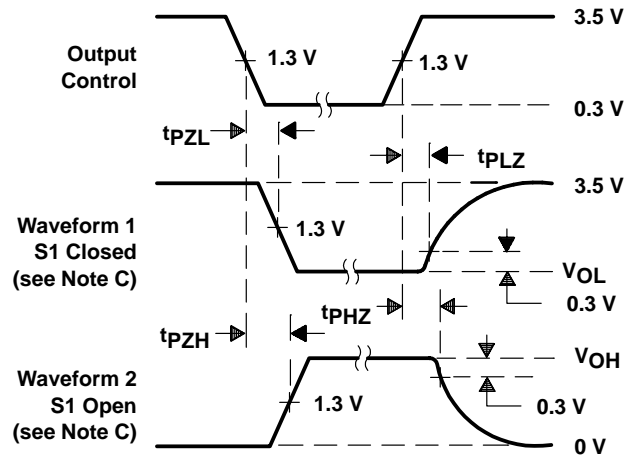 3.5 V
Output
Control
1.3 V
1.3 V
0.3 V
tPZL
tPLZ
3.5 V
Waveform 1
S1 Closed
(see Note C)
1.3 V
VOL
0.3 V
tPZH
tPHZ
VOH
Waveform 2
S1 Open
(see Note C)
1.3 V
0.3 V
0 V